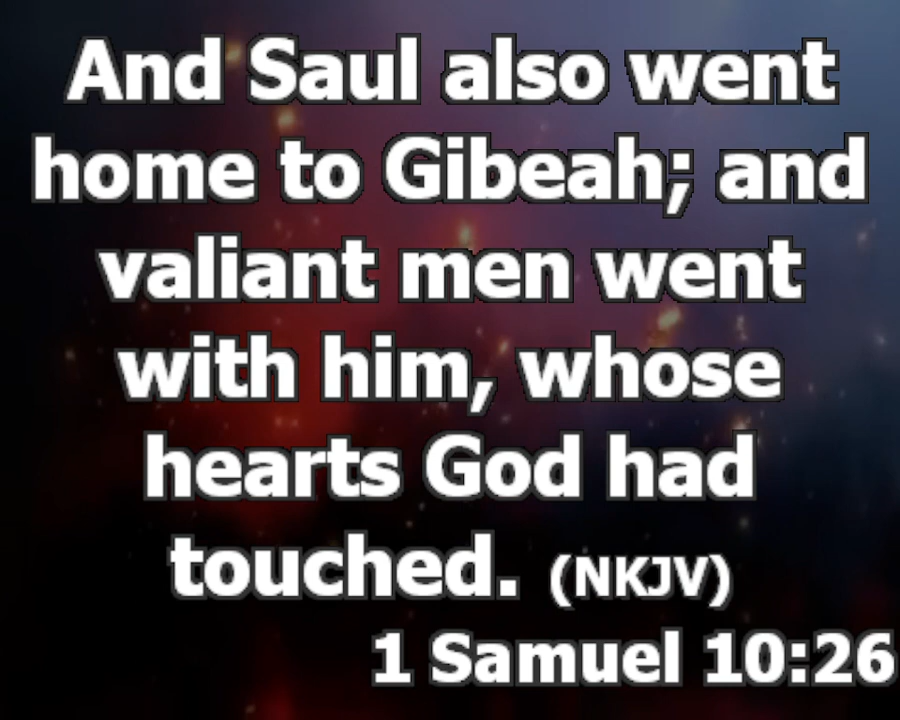 And Saul also went
home to Gibeah; and
valiant men went
with him, whose
hearts God had
touched. (NKJV)
1 Samuel 10:26